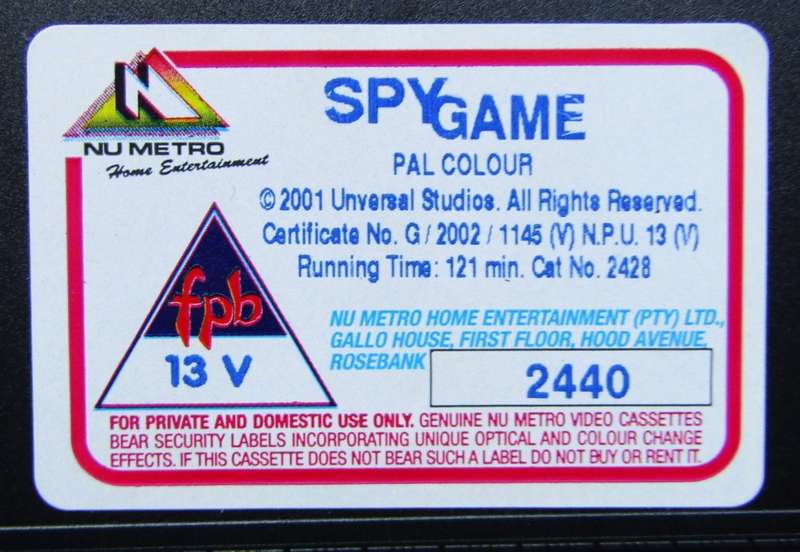 N
NU METRO
Home Entertainment
SPY GAME
PAL COLOUR
© 2001 Unversal Studios. All Rights Reserved.
Certificate No. G / 2002 / 1145 (V) N.P.U. 13 (V)
Running Time: 121 min. Cat No. 2428
fpb
13 V
NU METRO HOME ENTERTAINMENT (PTY) LTD.,
GALLO HOUSE, FIRST FLOOR, HOOD AVENUE,
ROSEBANK
2440
FOR PRIVATE AND DOMESTIC USE ONLY. GENUINE NU METRO VIDEO CASSETTES
BEAR SECURITY LABELS INCORPORATING UNIQUE OPTICAL AND COLOUR CHANGE
EFFECTS. IF THIS CASSETTE DOES NOT BEAR SUCH A LABEL DO NOT BUY OR RENT IT.